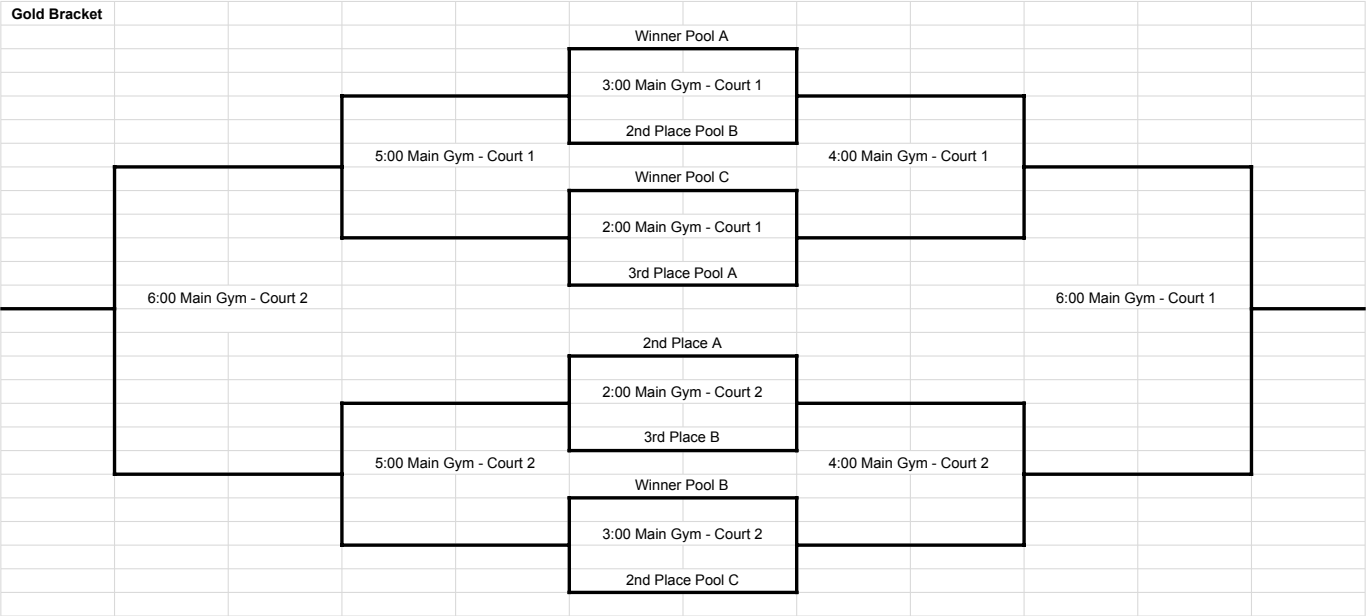 Gold Bracket
Winner Pool A
3:00 Main Gym - Court 1
2nd Place Pool B
5:00 Main Gym - Court 1
4:00 Main Gym - Court 1
Winner Pool C
2:00 Main Gym - Court 1
3rd Place Pool A
6:00 Main Gym - Court 2
6:00 Main Gym - Court 1
2nd Place A
2:00 Main Gym - Court 2
3rd Place B
5:00 Main Gym - Court 2
4:00 Main Gym - Court 2
Winner Pool B
3:00 Main Gym - Court 2
2nd Place Pool C